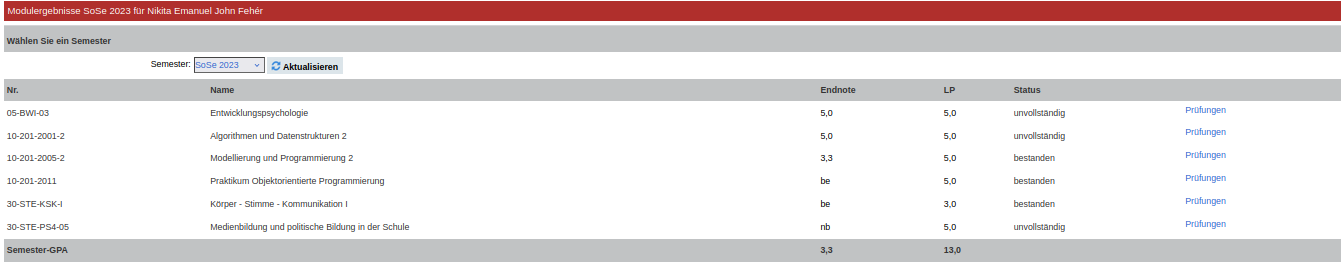 Modulergebnisse SoSe 2023 für Nikita Emanuel John Fehér
Wählen Sie ein Semester
Semester: SoSe 2023 Aktualisieren
Nr. Name Endnote LP Status
05-BWI-03 Entwicklungspsychologie 5,0 5,0 unvollständig Prüfungen
10-201-2001-2 Algorithmen und Datenstrukturen 2 5,0 5,0 unvollständig Prüfungen
10-201-2005-2 Modellierung und Programmierung 2 3,3 5,0 bestanden Prüfungen
10-201-2011 Praktikum Objektorientierte Programmierung be 5,0 bestanden Prüfungen
30-STE-KSK-I Körper - Stimme - Kommunikation I be 3,0 bestanden Prüfungen
30-STE-PS4-05 Medienbildung und politische Bildung in der Schule nb 5,0 unvollständig Prüfungen
Semester-GPA 3,3 13,0